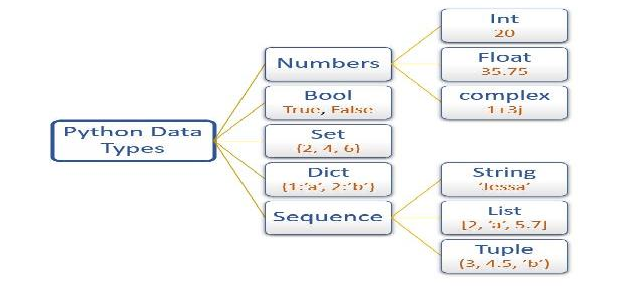 Int
20
Numbers
Float
35.75
Bool
True, False
complex
1+3j
Python Data
Types
Set
{2, 4, 6}
Dict
{1:'a', 2:'b'}
String
'Jessa'
Sequence
List
[2, 'a', 5.7]
Tuple
(3, 4.5, 'b')